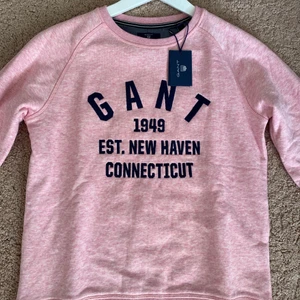 GANT
1949
EST. NEW HAVEN
CONNECTICUT